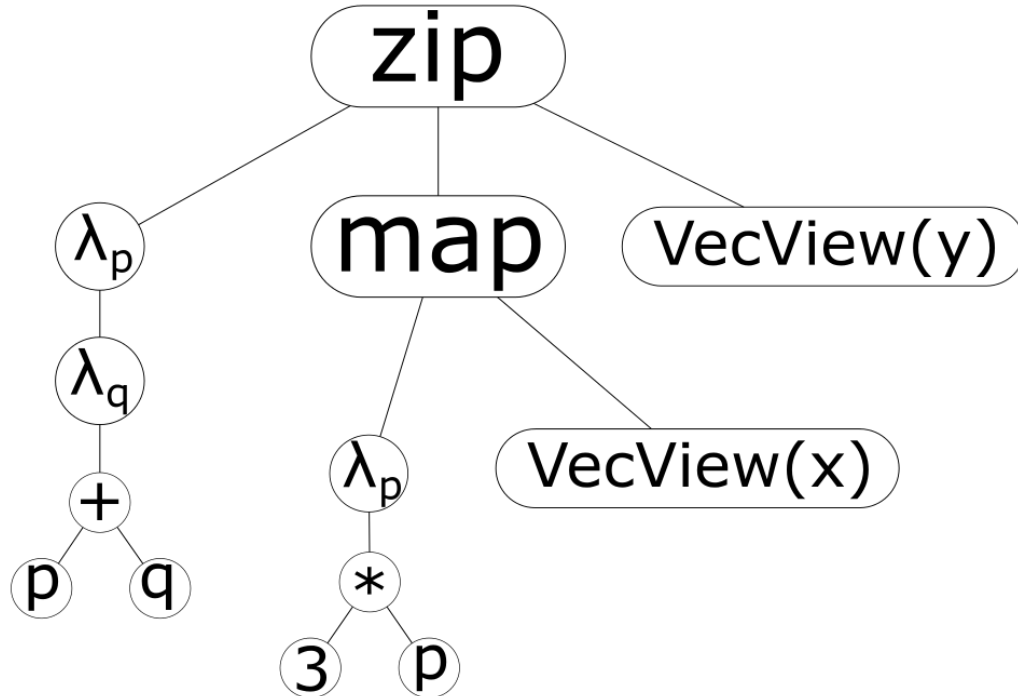 zip
λp
map
VecView(y)
λq
λp
VecView(x)
+
p
q
*
3
p